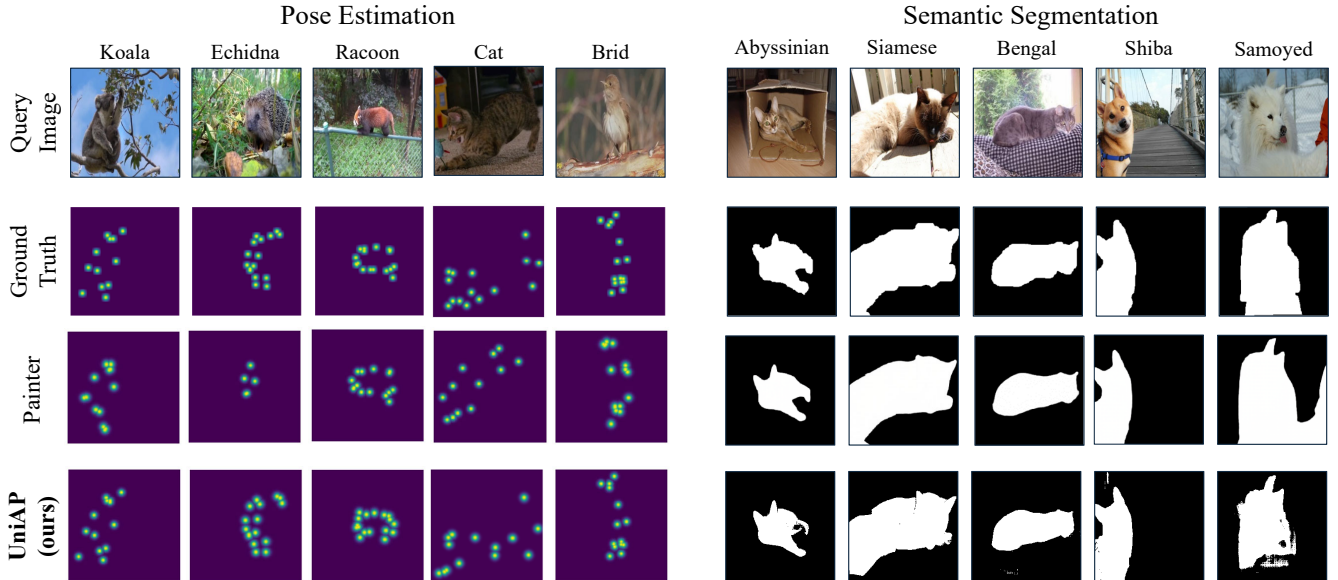 Pose Estimation
Semantic Segmentation
Koala
Echidna
Racoon
Cat
Brid
Abyssinian
Siamese
Bengal
Shiba
Samoyed
Query
Image
Ground
Truth
Painter
UniAP
(ours)